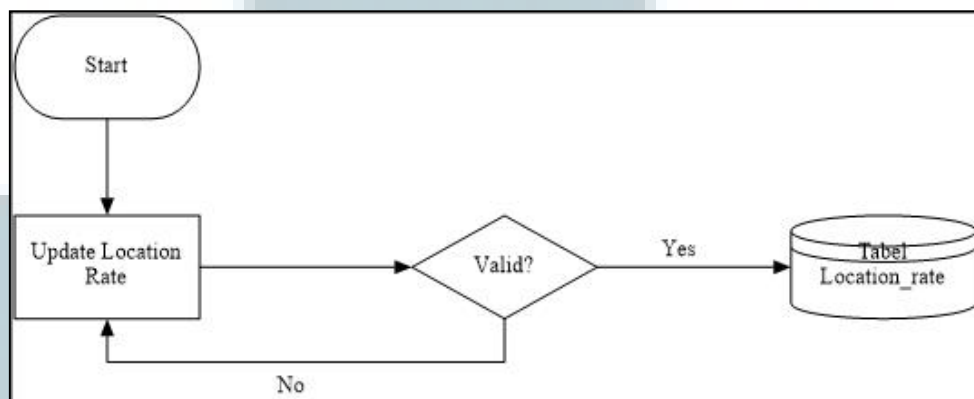 Start
Update Location
Rate
Valid?
Yes
Tabel
Location_rate
No